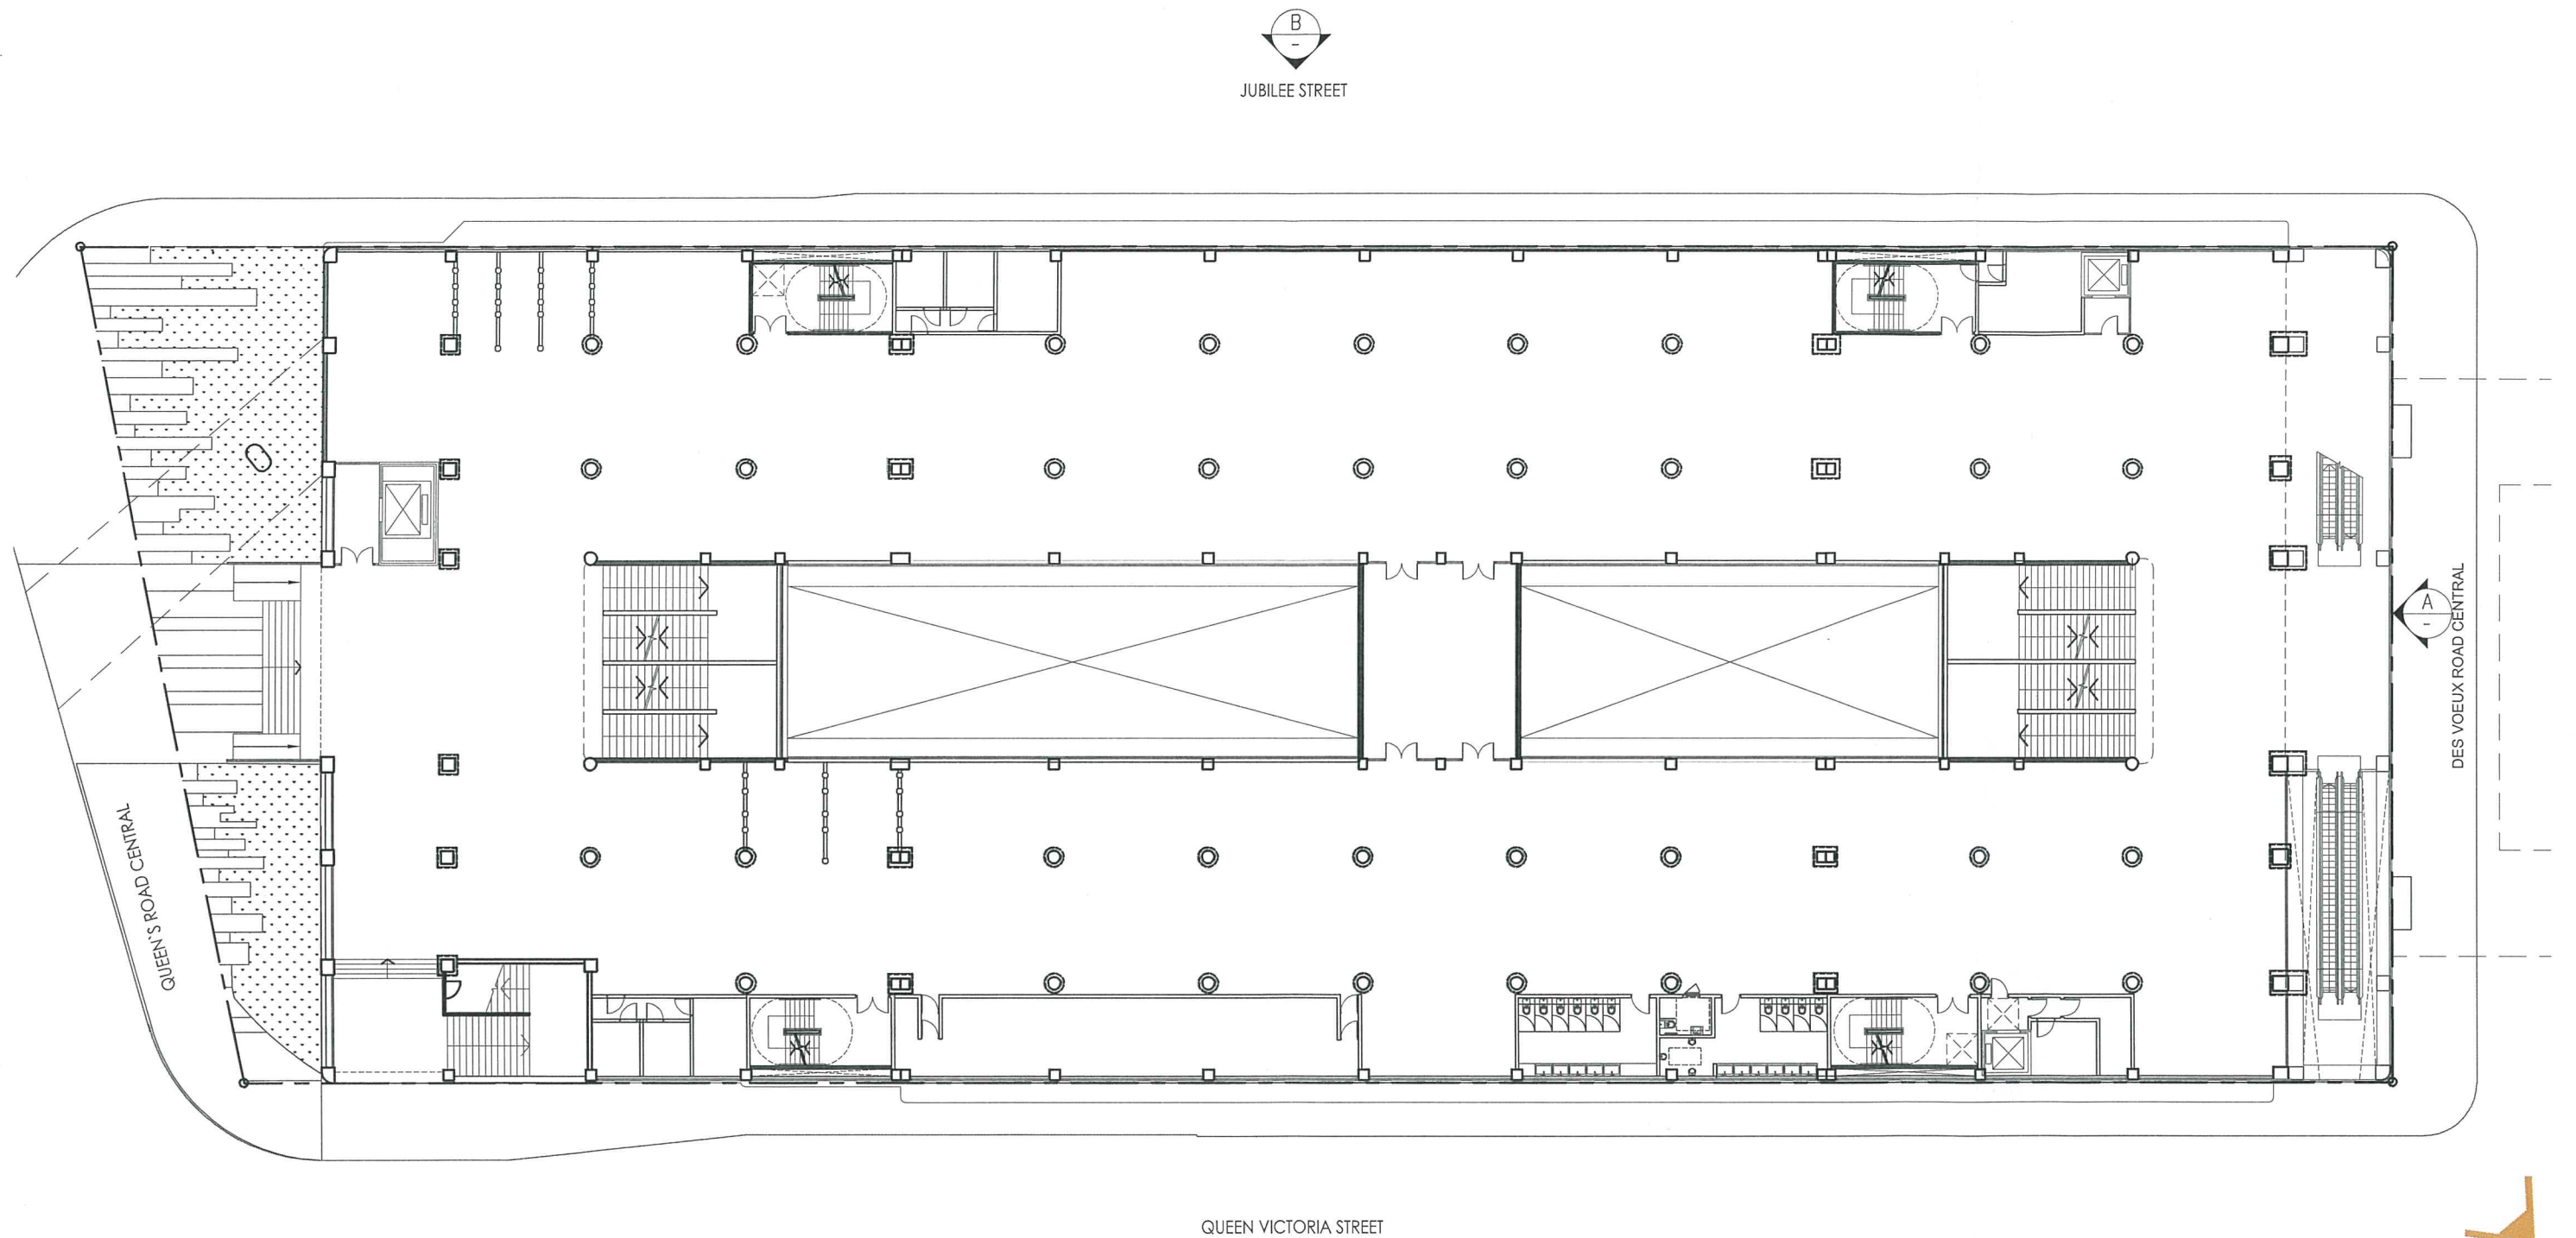 B
-
JUBILEE STREET
A
-
DES VOEUX ROAD CENTRAL
QUEEN'S ROAD CENTRAL
QUEEN VICTORIA STREET